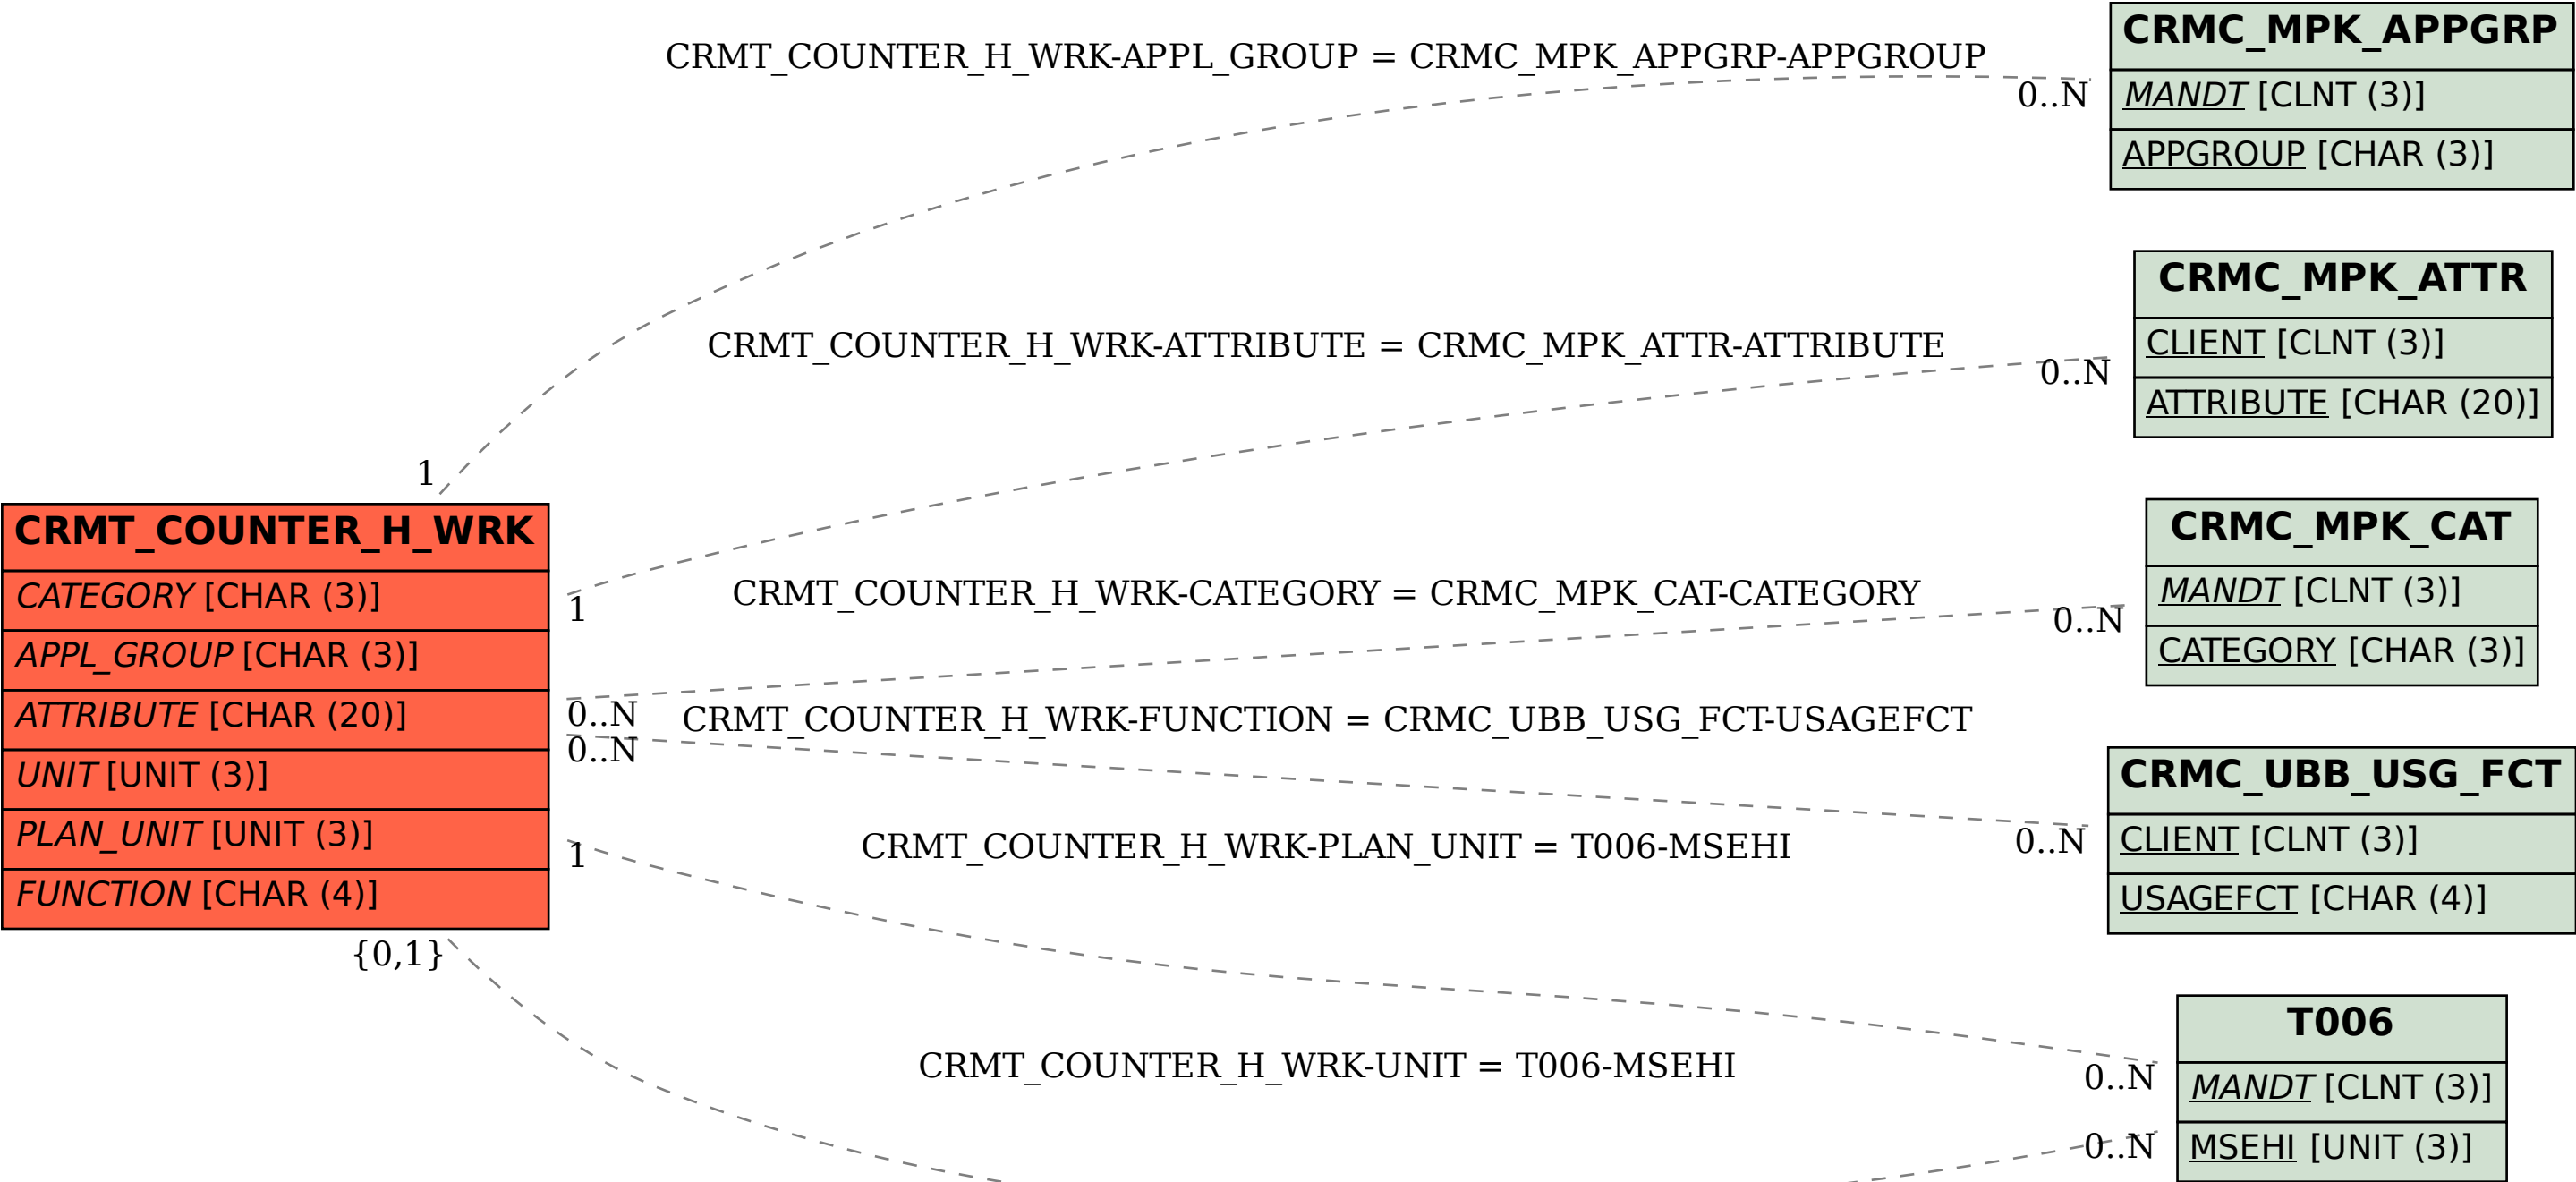 CRMT_COUNTER_H_WRK-APPL_GROUP = CRMC_MPK_APPGRP-APPGROUP
0..N
1
CRMC_MPK_APPGRP
MANDT [CLNT (3)]
APPGROUP [CHAR (3)]
CRMT_COUNTER_H_WRK-ATTRIBUTE = CRMC_MPK_ATTR-ATTRIBUTE
0..N
1
CRMC_MPK_ATTR
CLIENT [CLNT (3)]
ATTRIBUTE [CHAR (20)]
CRMT_COUNTER_H_WRK
CATEGORY [CHAR (3)]
APPL_GROUP [CHAR (3)]
ATTRIBUTE [CHAR (20)]
UNIT [UNIT (3)]
PLAN_UNIT [UNIT (3)]
FUNCTION [CHAR (4)]
CRMT_COUNTER_H_WRK-CATEGORY = CRMC_MPK_CAT-CATEGORY
0..N
0..N
CRMC_MPK_CAT
MANDT [CLNT (3)]
CATEGORY [CHAR (3)]
CRMT_COUNTER_H_WRK-FUNCTION = CRMC_UBB_USG_FCT-USAGEFCT
0..N
0..N
CRMC_UBB_USG_FCT
CLIENT [CLNT (3)]
USAGEFCT [CHAR (4)]
CRMT_COUNTER_H_WRK-PLAN_UNIT = T006-MSEHI
1
0..N
CRMT_COUNTER_H_WRK-UNIT = T006-MSEHI
{0,1}
0..N
T006
MANDT [CLNT (3)]
MSEHI [UNIT (3)]